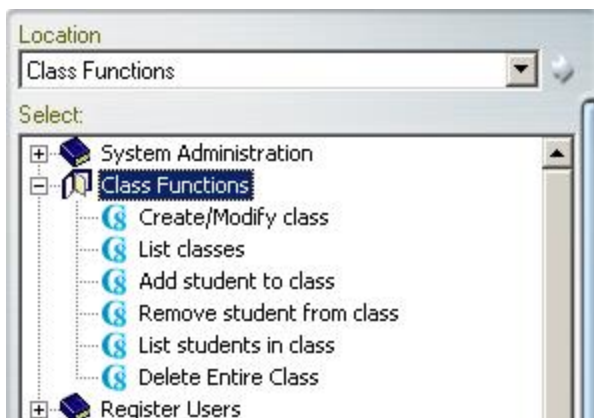 Location
Class Functions
Select:
System Administration
Class Functions
Create/Modify class
List classes
Add student to class
Remove student from class
List students in class
Delete Entire Class
Register Users